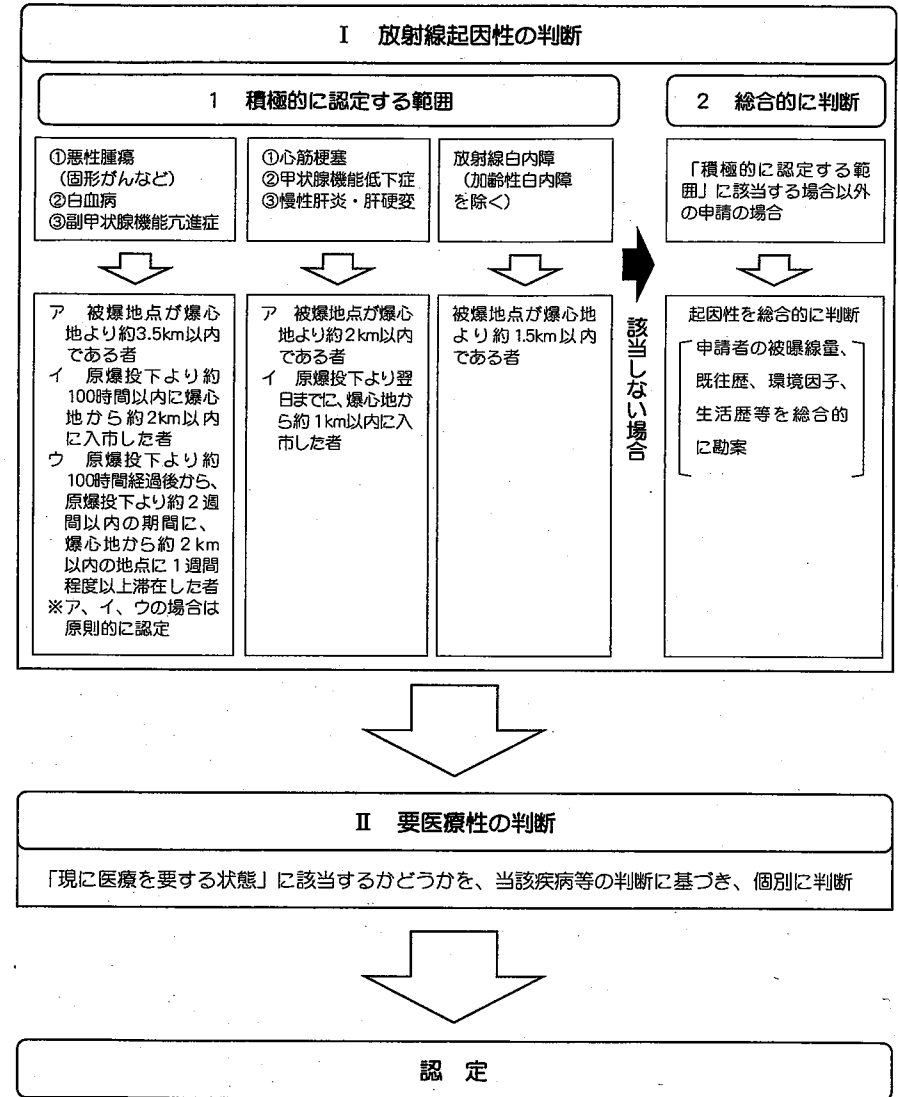 Ⅰ 放射線起因性の判断
1 積極的に認定する範囲
①悪性腫瘍
(固形がんなど)
②白血病
③副甲状腺機能亢進症
ア 被爆地点が爆心
地より約3.5km以内
である者
イ 原爆投下より約
100時間以内に爆心
地から約2km以内
に入市した者
ウ 原爆投下より約
100時間経過後から、
原爆投下より約2週
間以内の期間に、
爆心地から約2km
以内の地点に1週間
程度以上滞在した者
※ア、イ、ウの場合は
原則的に認定
①心筋梗塞
②甲状腺機能低下症
③慢性肝炎・肝硬変
ア 被爆地点が爆心
地より約2km以内
である者
イ 原爆投下より翌
日までに、爆心地か
ら約1km以内に入
市した者
放射線白内障
(加齢性白内障
を除く)
被爆地点が爆心地
より約1.5km以内
である者
該当しない場合
2 総合的に判断
「積極的に認定する範
囲」に該当する場合以外
の申請の場合
起因性を総合的に判断
申請者の被曝線量、
既往歴、環境因子、
生活歴等を総合的
に勘案
Ⅱ 要医療性の判断
「現に医療を要する状態」に該当するかどうかを、当該疾病等の判断に基づき、個別に判断
認 定